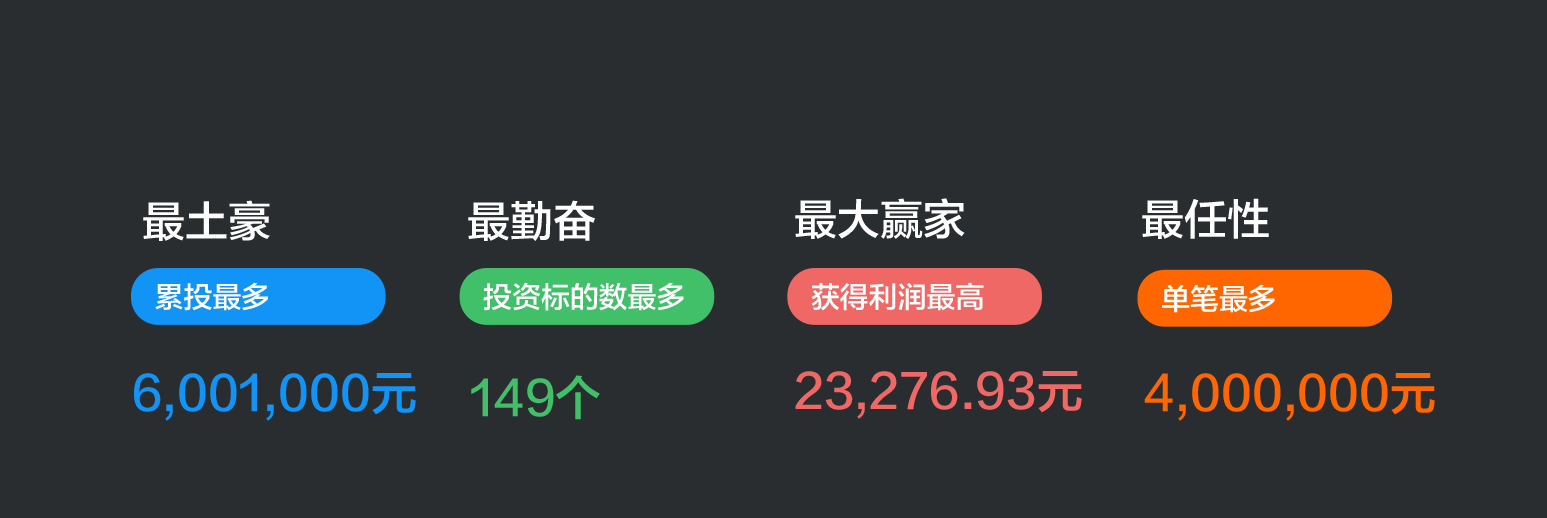 最土豪
最勤奋
最大赢家
最任性
累投最多
投资标的数最多
获得利润最高
单笔最多
6,001,000元
149个
23,276.93元
4,000,000元